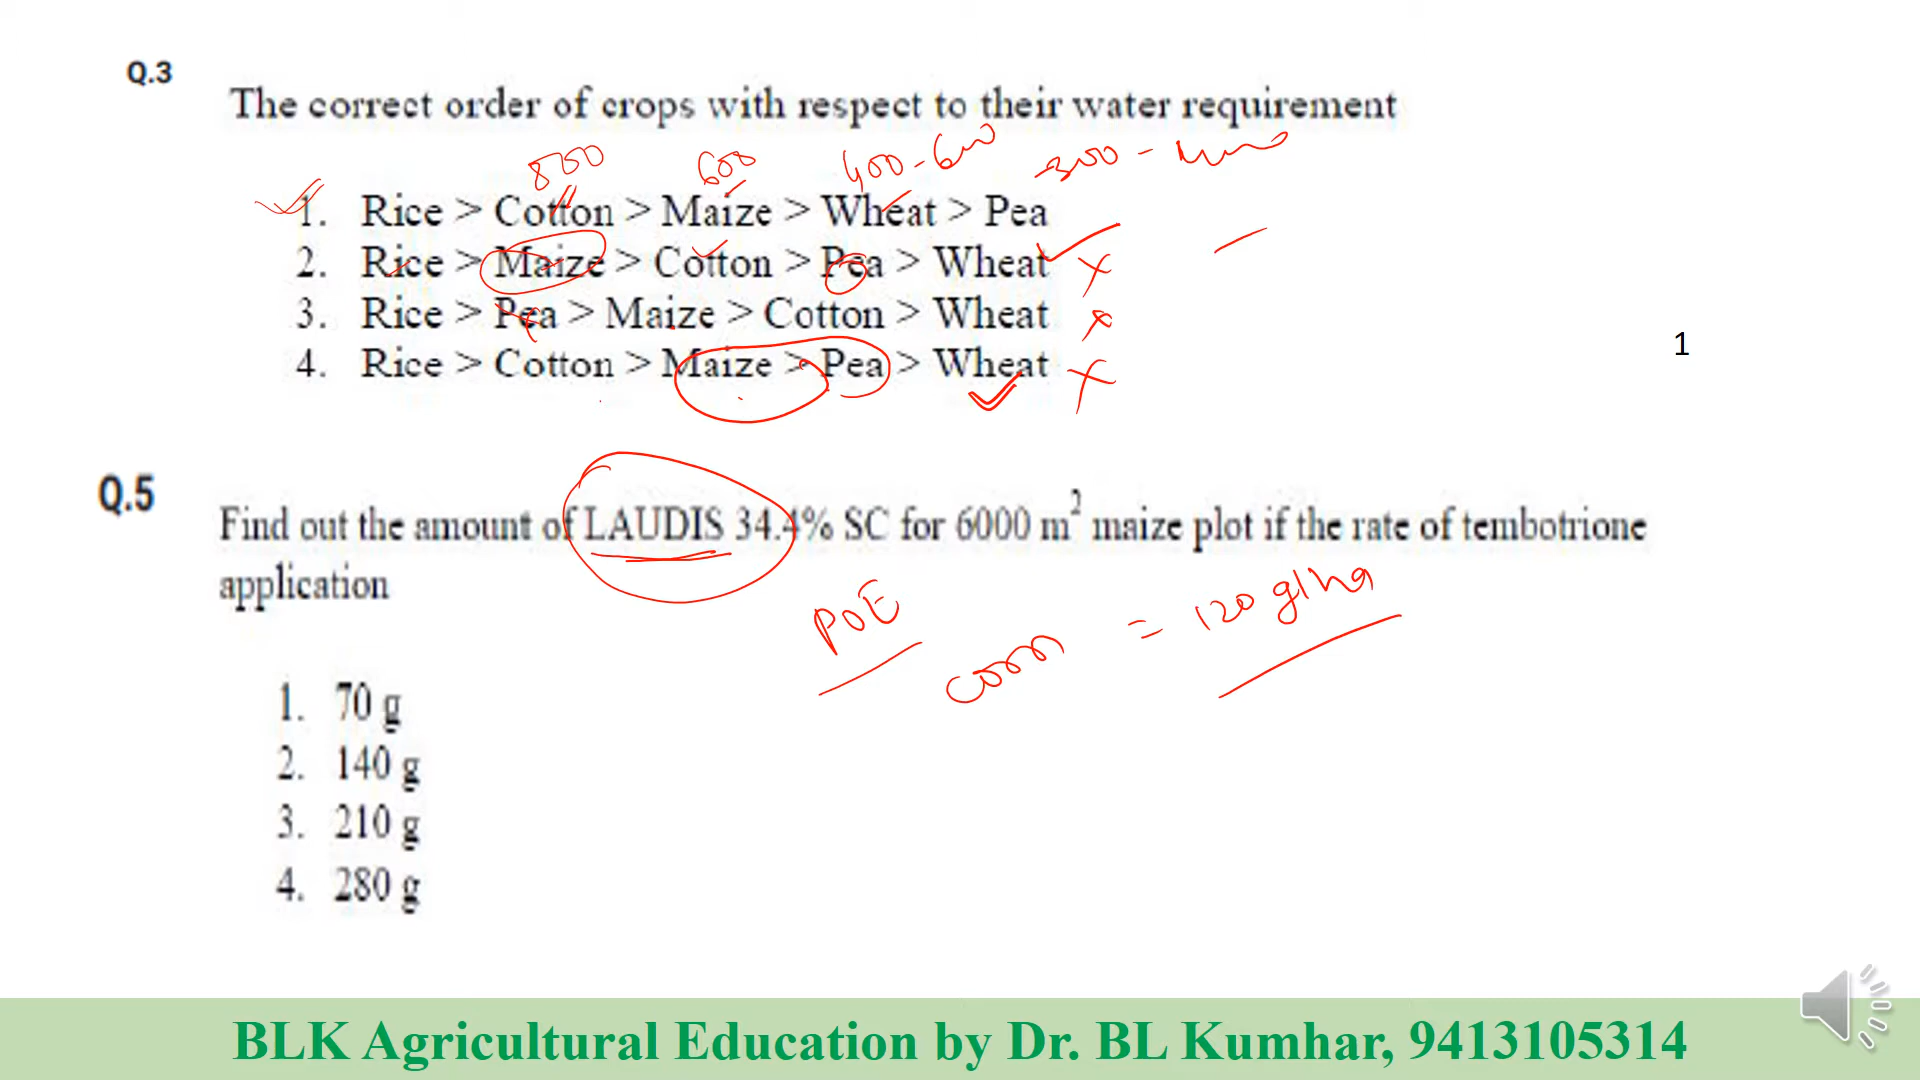 Q.3
The correct order of crops with respect to their water requirement
800 600 400-600 300-
1. Rice > Cotton > Maize > Wheat > Pea
2. Rice > Maize > Cotton > Pea > Wheat
3. Rice > Pea > Maize > Cotton > Wheat
1
4. Rice > Cotton > Maize > Pea > Wheat
Q.5
Find out the amount of LAUDIS 34.4% SC for 6000 m² maize plot if the rate of tembotrione
application
POE
corn = 120 g/ha
1. 70 g
2. 140 g
3. 210 g
4. 280 g
BLK Agricultural Education by Dr. BL Kumhar, 9413105314